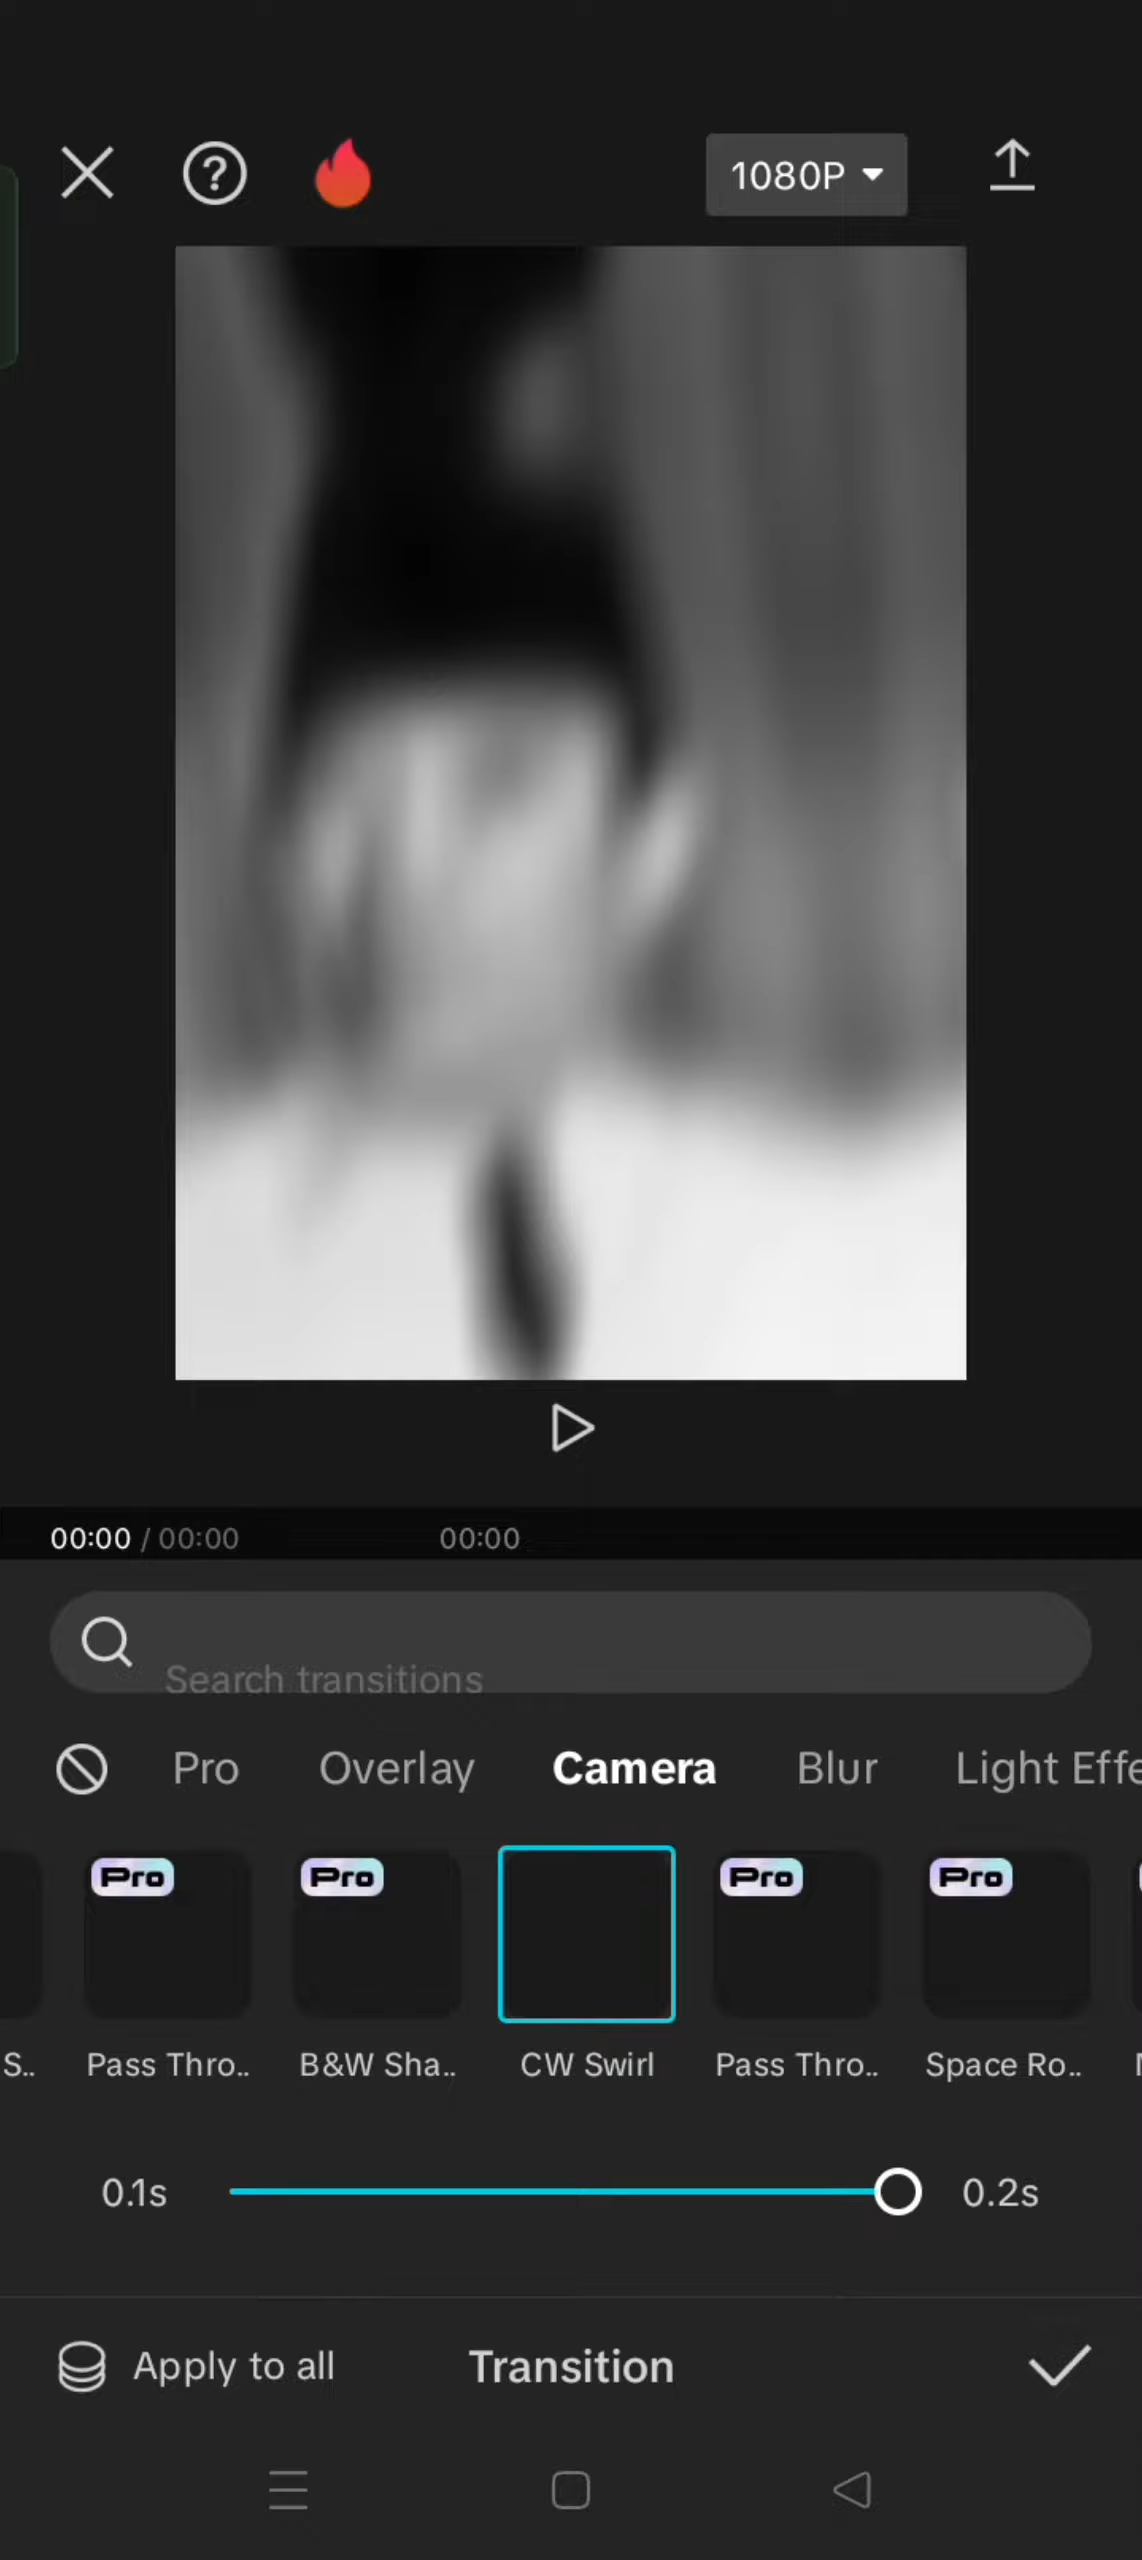 1080P
00:00 / 00:00 00:00
Search transitions
Pro Overlay Camera Blur Light Effe
Pro Pro Pro Pro
S.. Pass Thro.. B&W Sha.. CW Swirl Pass Thro.. Space Ro..
0.1s 0.2s
Apply to all Transition